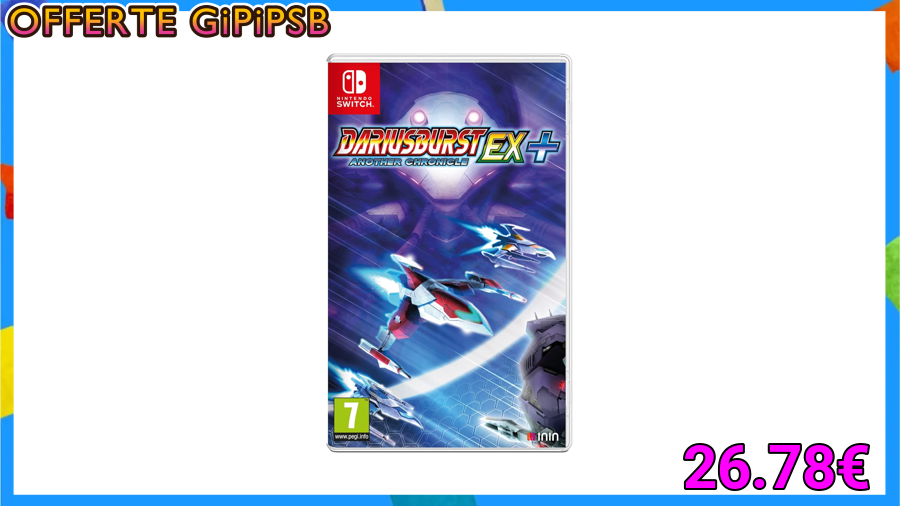 OFFERTE GiPiPSB
NINTENDO
SWITCH.
DARIUSBURST EX+
ANOTHER CHRONICLE
7
www.pegi.info
ININ
26.78€